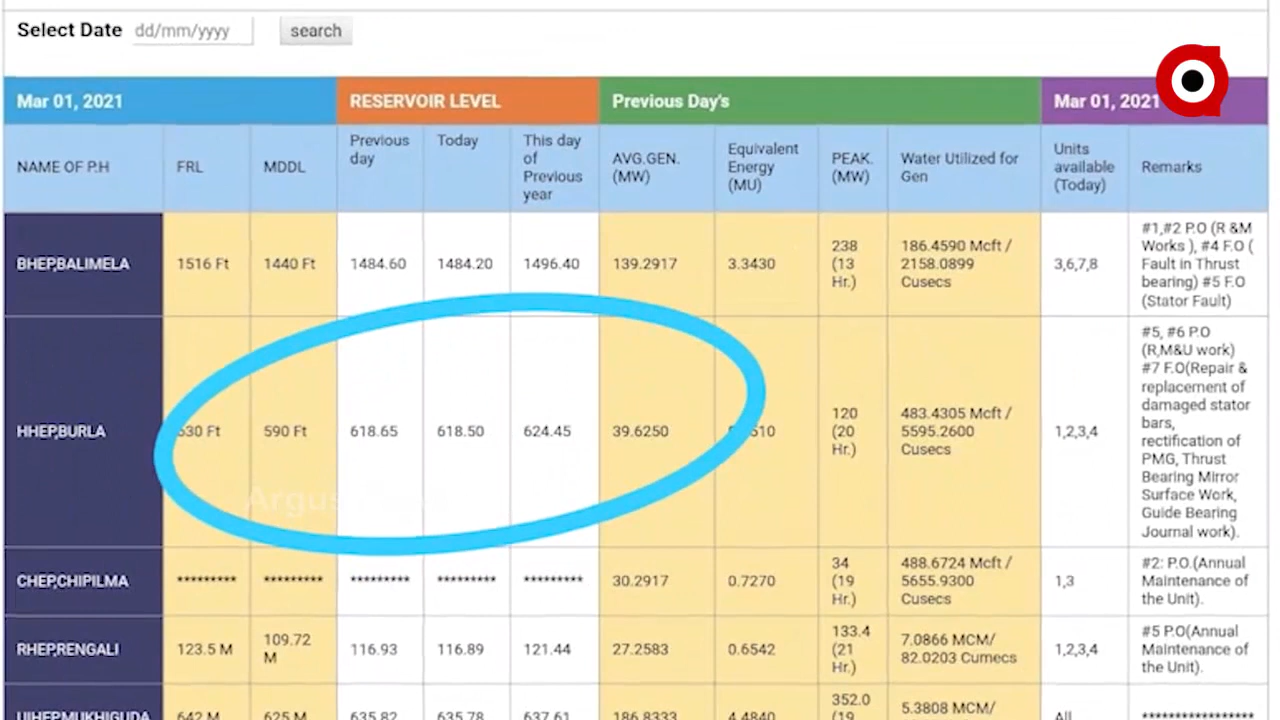 Select Date dd/mm/yyyy search
Mar 01, 2021 RESERVOIR LEVEL Previous Day's Mar 01, 2021
NAME OF P.H FRL MDDL Previous day Today This day of Previous year AVG.GEN. (MW) Equivalent Energy (MU) PEAK. (MW) Water Utilized for Gen Units available (Today) Remarks
BHEP,BALIMELA 1516 Ft 1440 Ft 1484.60 1484.20 1496.40 139.2917 3.3430 238 (13 Hr.) 186.4590 Mcft / 2158.0899 Cusecs 3,6,7,8 #1,#2 P.O (R &M Works ), #4 F.O ( Fault in Thrust bearing) #5 F.O (Stator Fault)
HHEP,BURLA Ft 590 Ft 618.65 618.50 624.45 39.6250 120 (20 Hr.) 483.4305 Mcft / 5595.2600 Cusecs 1,2,3,4 #5, #6 P.O (R,M&U work) #7 F.O(Repair & replacement of damaged stator bars, rectification of PMG, Thrust Bearing Mirror Surface Work, Guide Bearing Journal work).
Argus
CHEP,CHIPILMA ********* ********* ********* ********* ********* 30.2917 0.7270 34 (19 Hr.) 488.6724 Mcft / 5655.9300 Cusecs 1,3 #2: P.O.(Annual Maintenance of the Unit).
RHEP,RENGALI 123.5 M 109.72 M 116.93 116.89 121.44 27.2583 0.6542 133.4 (21 Hr.) 7.0866 MCM/ 82.0203 Cumecs 1,2,3,4 #5 P.O(Annual Maintenance of the Unit).
UIHEP,MUKHIGUDA 642 M 625 M 635.82 635.78 637.61 186.8333 4.4840 352.0 (19 5.3808 MCM/ All *****************